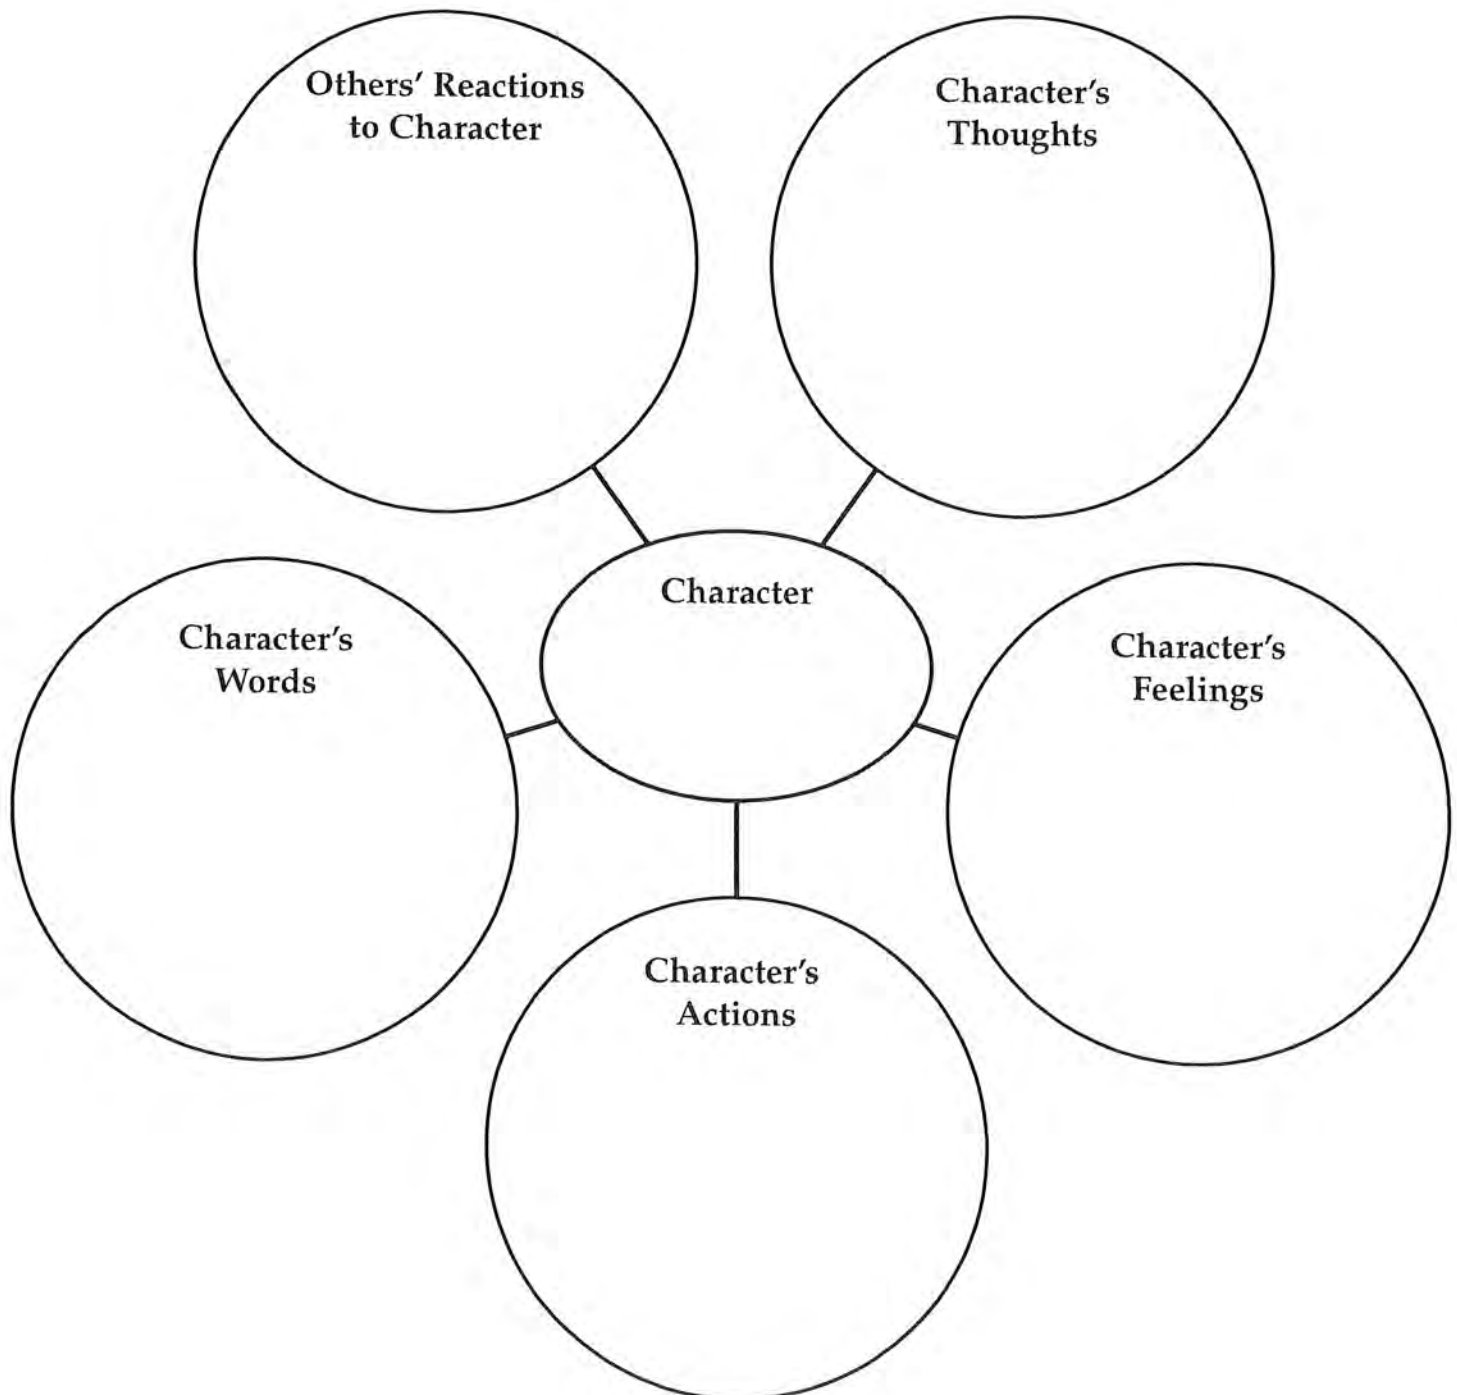 Others' Reactions
to Character
Character's
Thoughts
Character
Character's
Words
Character's
Feelings
Character's
Actions